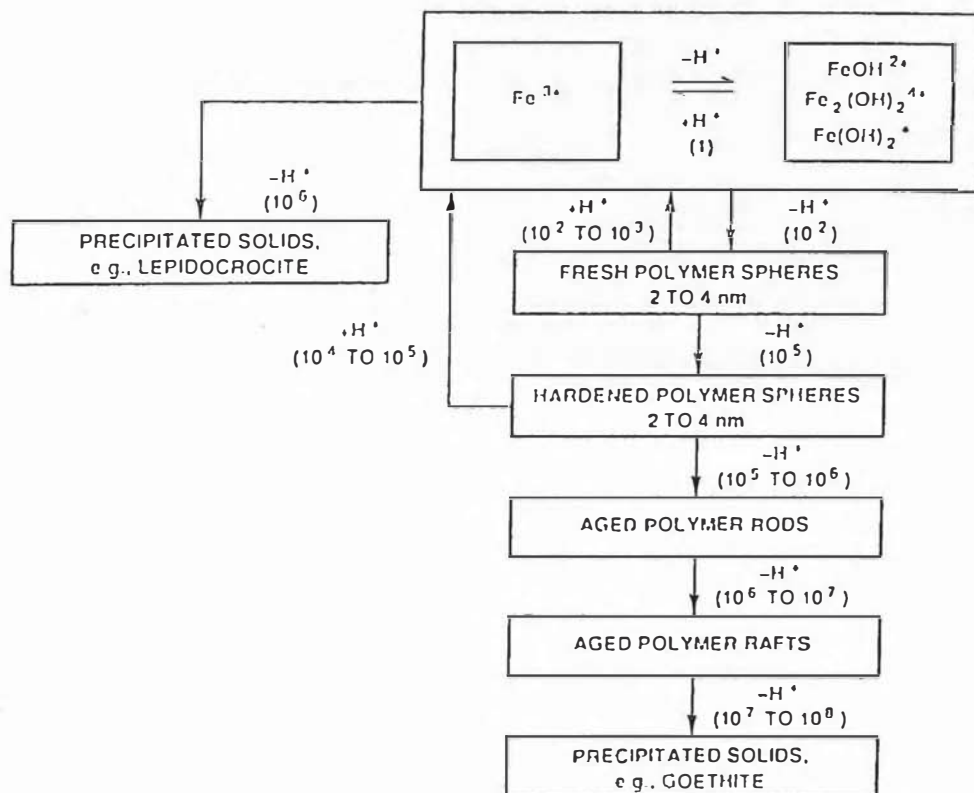 −H⁺
Fe³⁺
+H⁺
(1)
FeOH²⁺
Fe₂(OH)₂⁴⁺
Fe(OH)₂⁺
−H⁺
(10⁶)
PRECIPITATED SOLIDS,
e g., LEPIDOCROCITE
+H⁺
(10² TO 10³)
−H⁺
(10²)
FRESH POLYMER SPHERES
2 TO 4 nm
+H⁺
(10⁴ TO 10⁵)
−H⁺
(10⁵)
HARDENED POLYMER SPHERES
2 TO 4 nm
−H⁺
(10⁵ TO 10⁶)
AGED POLYMER RODS
−H⁺
(10⁶ TO 10⁷)
AGED POLYMER RAFTS
−H⁺
(10⁷ TO 10⁸)
PRECIPITATED SOLIDS,
e g., GOETHITE